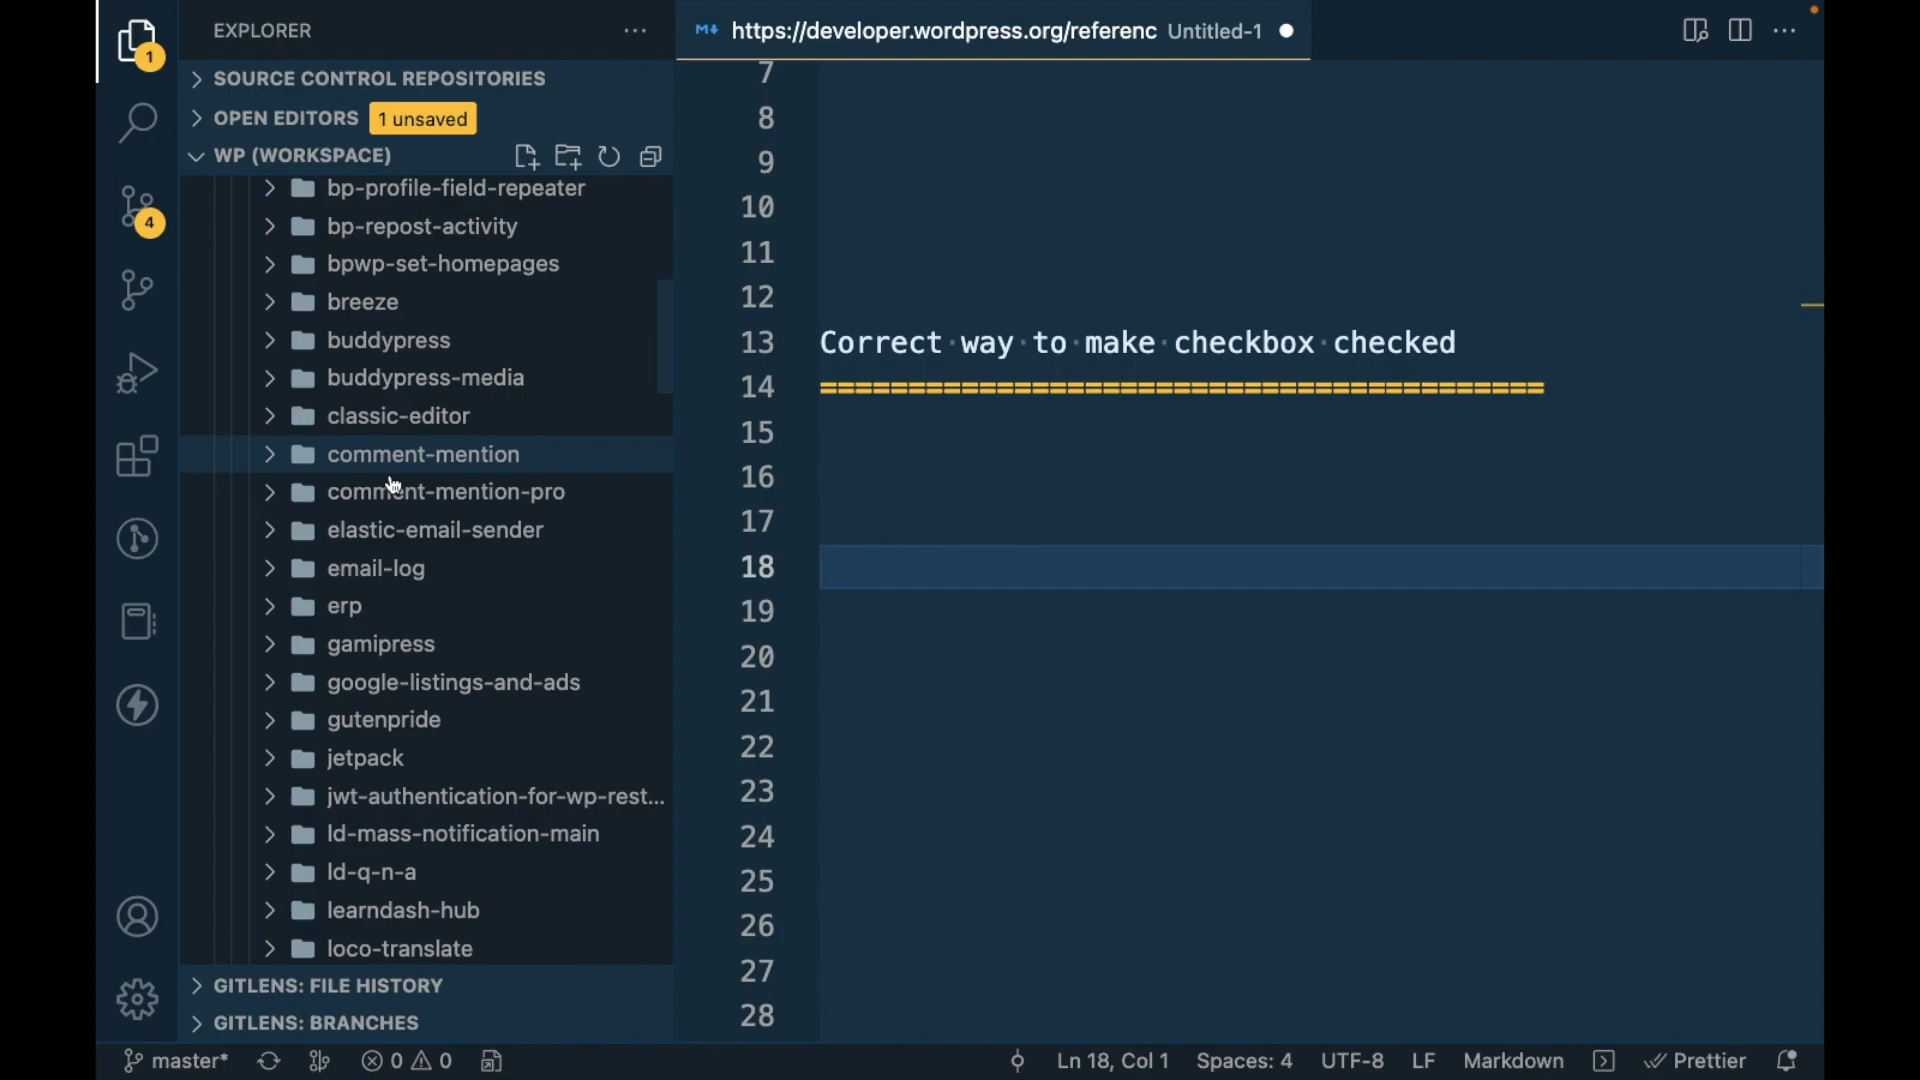 EXPLORER
https://developer.wordpress.org/referenc Untitled-1
1
SOURCE CONTROL REPOSITORIES
OPEN EDITORS 1 unsaved
WP (WORKSPACE)
4
bp-profile-field-repeater
bp-repost-activity
bpwp-set-homepages
breeze
buddypress
buddypress-media
classic-editor
comment-mention
comment-mention-pro
elastic-email-sender
email-log
erp
gamipress
google-listings-and-ads
gutenpride
jetpack
jwt-authentication-for-wp-rest...
ld-mass-notification-main
ld-q-n-a
learndash-hub
loco-translate
GITLENS: FILE HISTORY
GITLENS: BRANCHES
7
8
9
10
11
12
13 Correct way to make checkbox checked
14 =========================================
15
16
17
18
19
20
21
22
23
24
25
26
27
28
master* 0 0 Ln 18, Col 1 Spaces: 4 UTF-8 LF Markdown Prettier